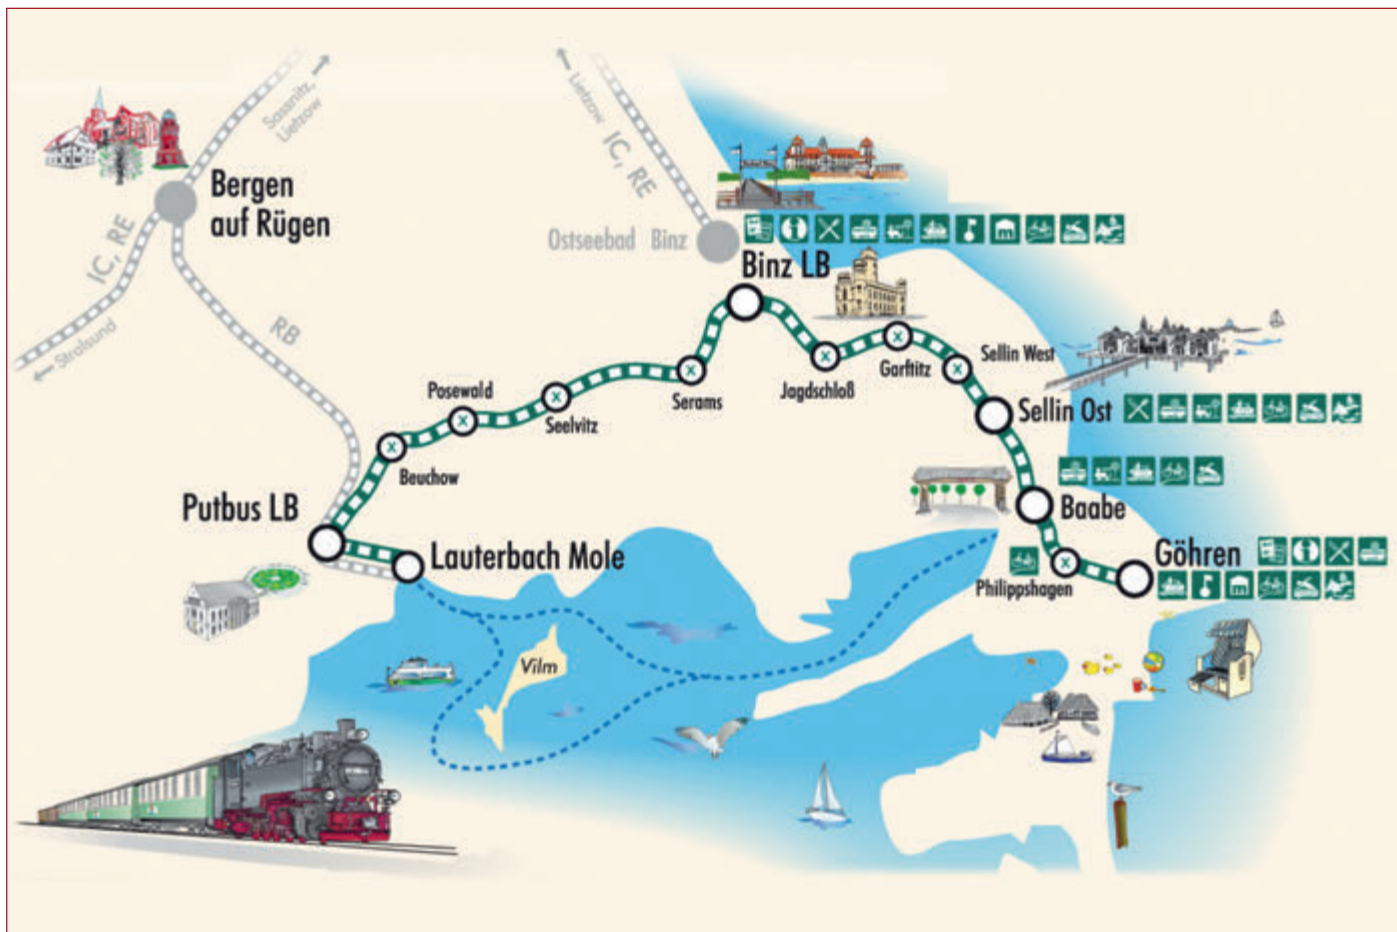 Sassnitz,
Lietzow
Lietzow
IC, RE
Bergen
auf Rügen
IC, RE
Stralsund
RB
Ostseebad Binz
Binz LB
Sellin West
Garftitz
Jagdschloß
Serams
Posewald
Seelvitz
Beuchow
Sellin Ost
Baabe
Putbus LB
Lauterbach Mole
Göhren
Philippshagen
Vilm